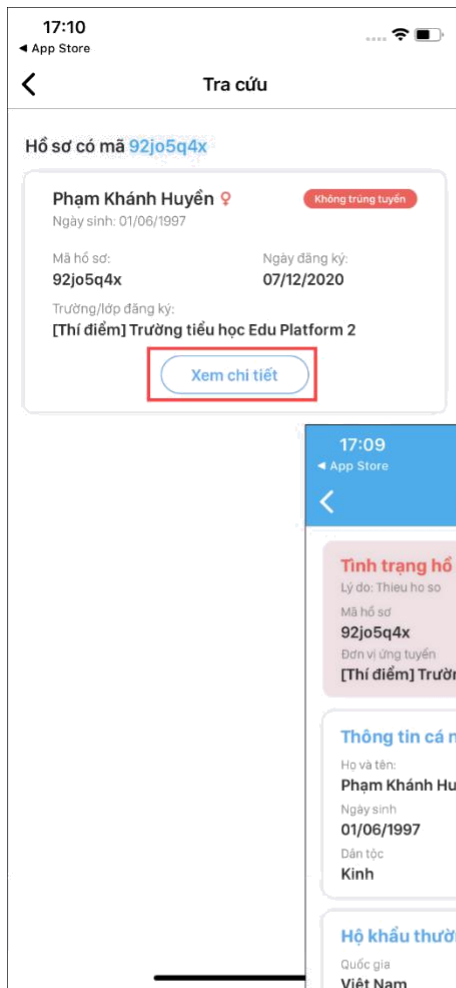 17:10
◀ App Store
Tra cứu
Hồ sơ có mã 92jo5q4x
Phạm Khánh Huyền ♀ Không trúng tuyển
Ngày sinh: 01/06/1997
Mã hồ sơ: Ngày đăng ký:
92jo5q4x 07/12/2020
Trường/lớp đăng ký:
[Thí điểm] Trường tiểu học Edu Platform 2
Xem chi tiết
17:09
◀ App Store
Tình trạng hồ
Lý do: Thieu ho so
Mã hồ sơ
92jo5q4x
Đơn vị ứng tuyển
[Thí điểm] Trườn
Thông tin cá n
Họ và tên:
Phạm Khánh Hu
Ngày sinh
01/06/1997
Dân tộc
Kinh
Hộ khẩu thườn
Quốc gia
Việt Nam